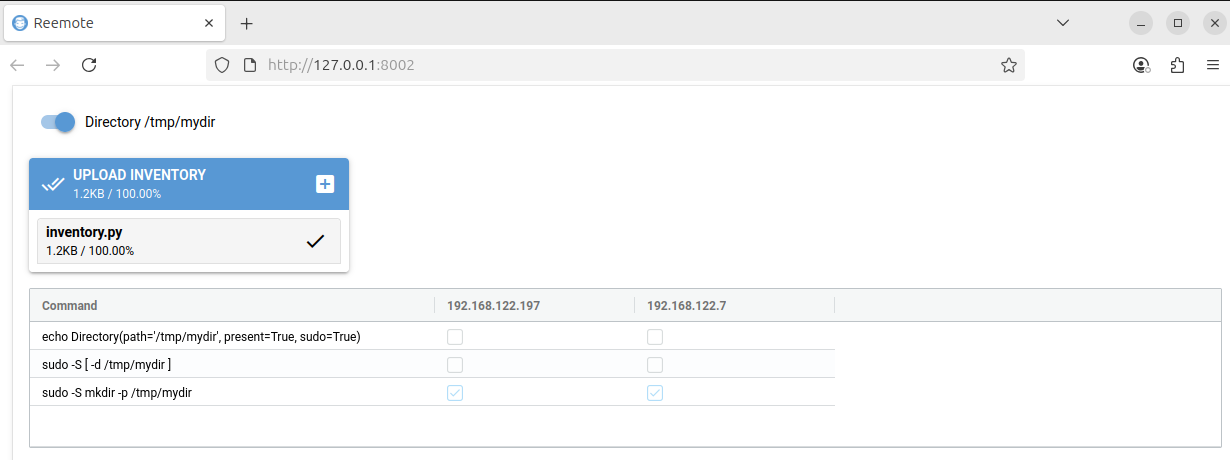 Reemote
http://127.0.0.1:8002
Directory /tmp/mydir
UPLOAD INVENTORY
1.2KB / 100.00%
inventory.py
1.2KB / 100.00%
Command 192.168.122.197 192.168.122.7
echo Directory(path='/tmp/mydir', present=True, sudo=True)
sudo -S [ -d /tmp/mydir ]
sudo -S mkdir -p /tmp/mydir